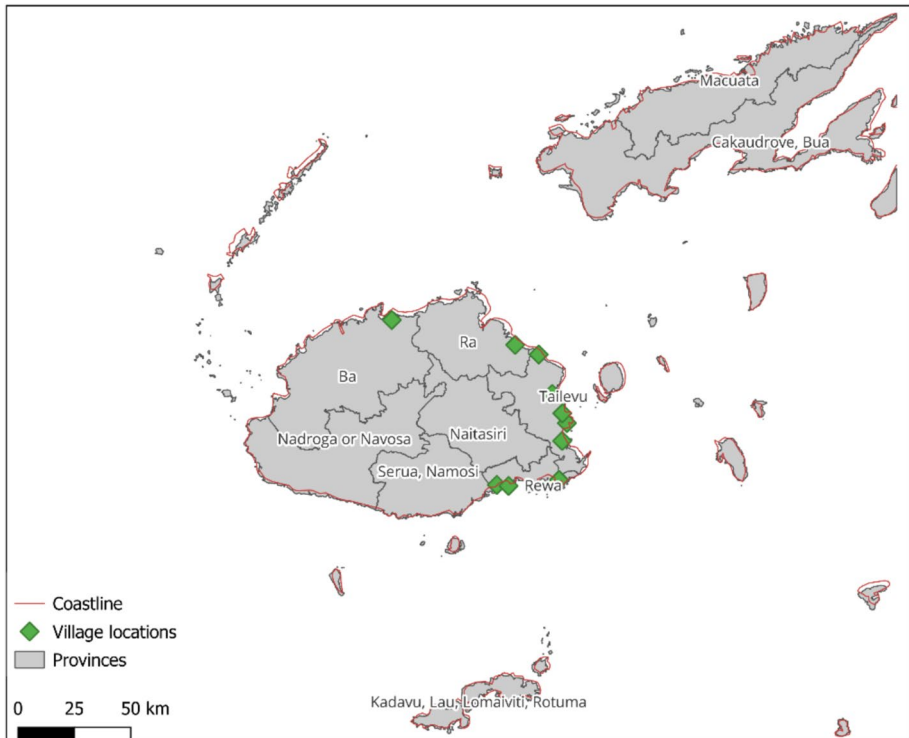 Macuata
Cakaudrove, Bua
Ra
Ba
Tailevu
Nadroga or Navosa
Naitasiri
Serua, Namosi
Rewa
Coastline
Village locations
Provinces
Kadavu, Lau, Lomaiviti, Rotuma
0 25 50 km